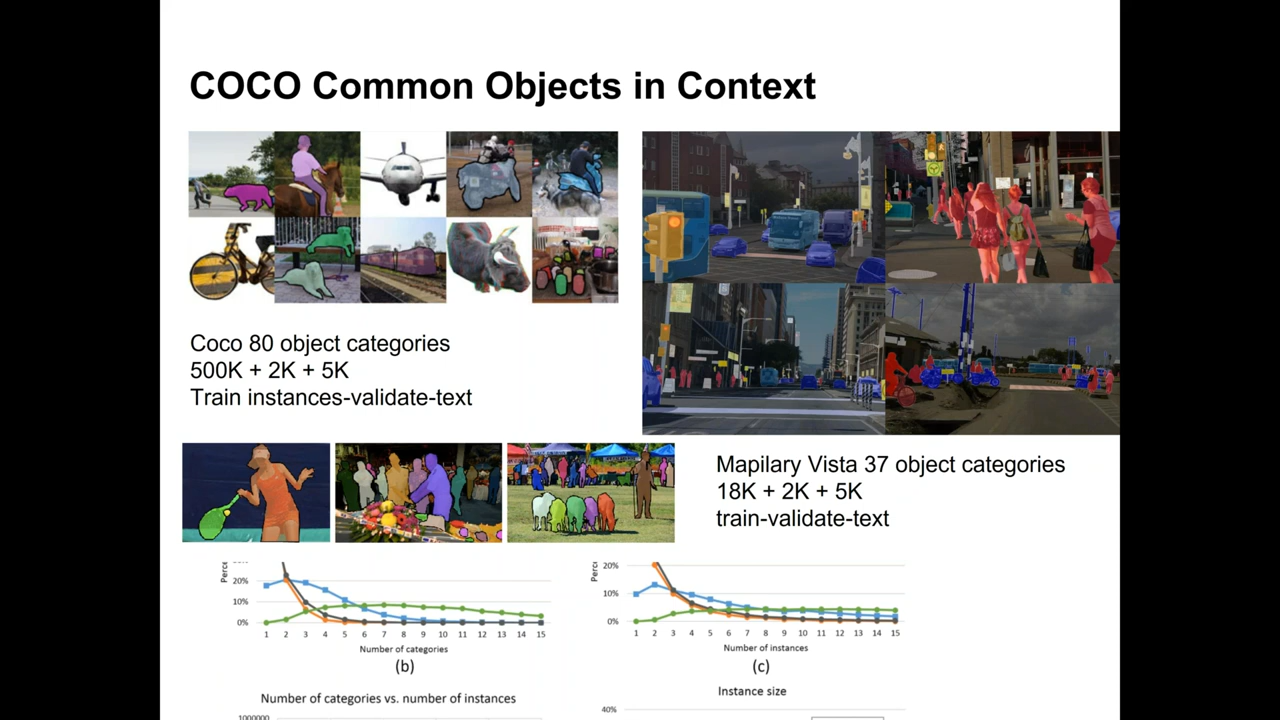 COCO Common Objects in Context
Coco 80 object categories
500K + 2K + 5K
Train instances-validate-text
Mapilary Vista 37 object categories
18K + 2K + 5K
train-validate-text
20%
10%
0%
1 2 3 4 5 6 7 8 9 10 11 12 13 14 15
Number of categories
(b)
20%
10%
0%
1 2 3 4 5 6 7 8 9 10 11 12 13 14 15
Number of instances
(c)
Number of categories vs. number of instances
1000000
Instance size
40%